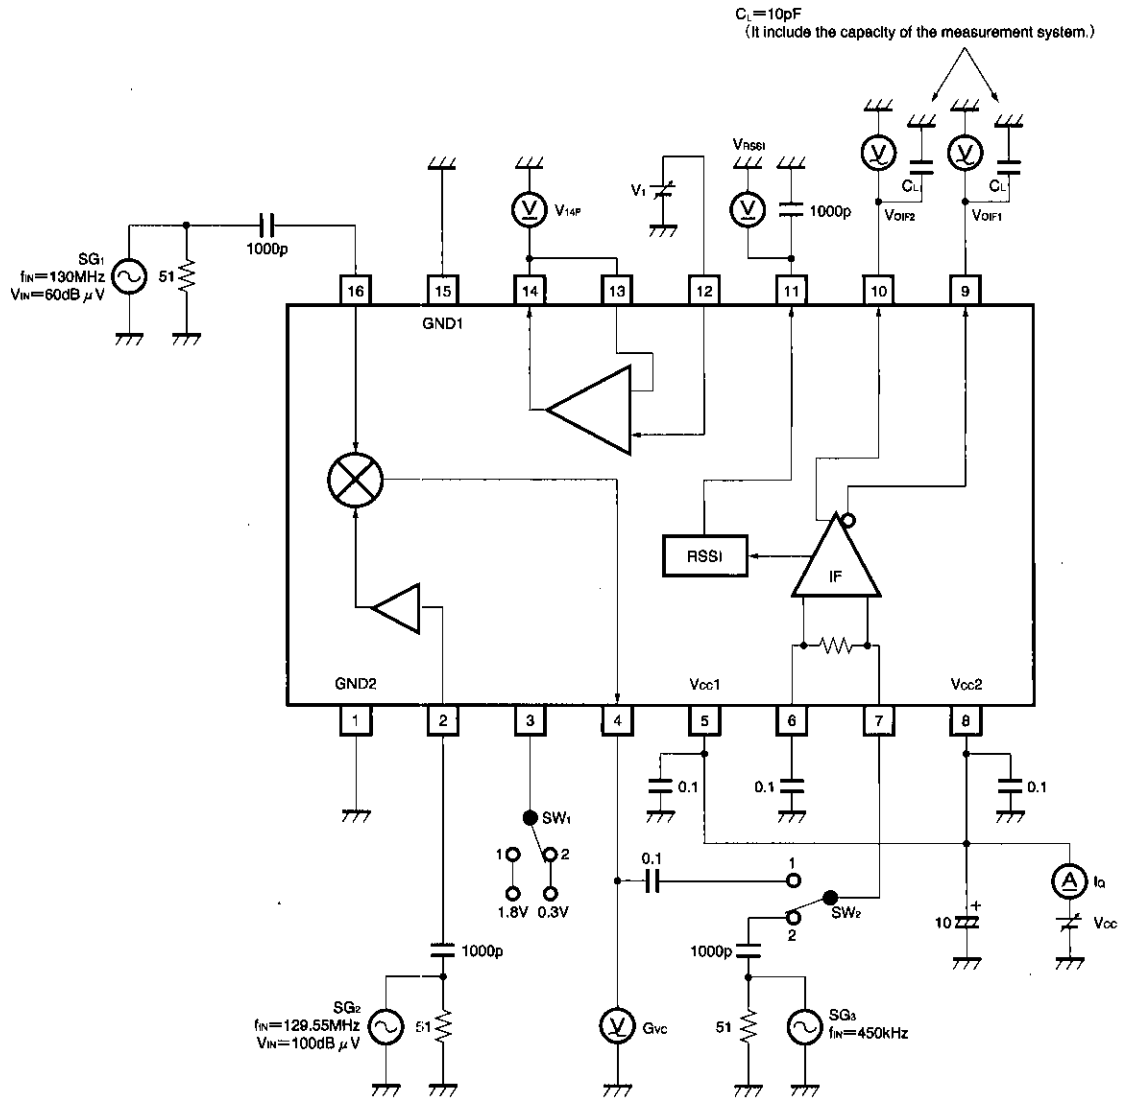 CL=10pF
(It include the capacity of the measurement system.)
VRSSI
V
V
CL
CL
V1
V
V14P
V
1000p
VOIF2
VOIF1
1000p
SG1
fIN=130MHz
VIN=60dB μ V
51
16
15
14
13
12
11
10
9
GND1
RSSI
IF
GND2
VCC1
VCC2
1
2
3
4
5
6
7
8
0.1
0.1
0.1
SW1
1
2
1.8V
0.3V
0.1
1
SW2
2
A
IQ
10
+
VCC
1000p
1000p
SG2
fIN=129.55MHz
VIN=100dB μ V
51
V
GVC
51
SG3
fIN=450kHz